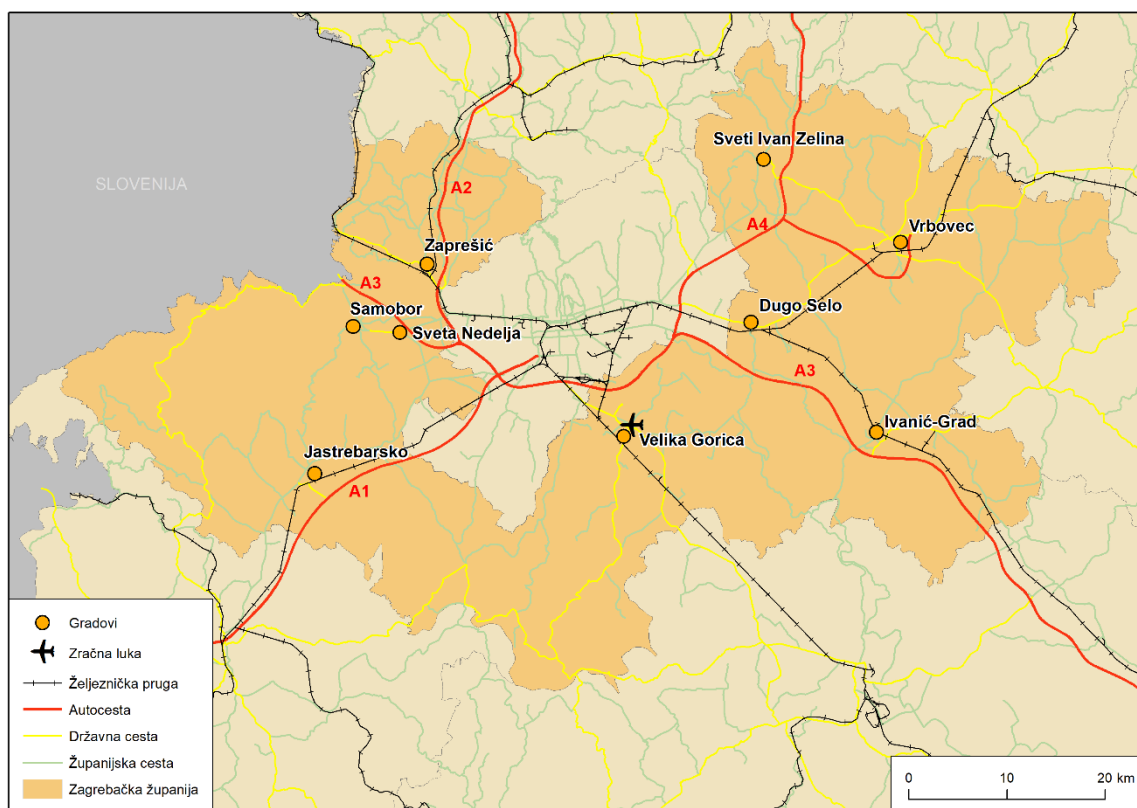 SLOVENIJA
Sveti Ivan Zelina
A2
A4
Vrbovec
Zaprešić
A3
Samobor
Dugo Selo
Sveta Nedelja
A3
Ivanić-Grad
Velika Gorica
Jastrebarsko
A1
Gradovi
Zračna luka
Željeznička pruga
Autocesta
Državna cesta
Županijska cesta
Zagrebačka županija
0 10 20 km